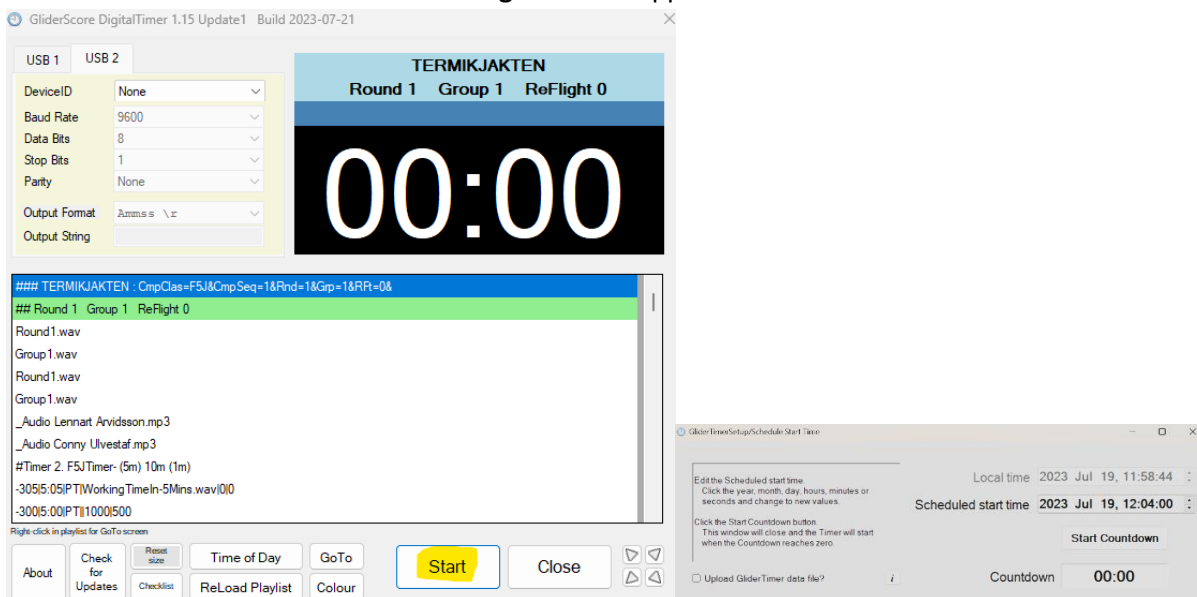 GliderScore DigitalTimer 1.15 Update1 Build 2023-07-21
USB 1 USB 2
DeviceID None
Baud Rate 9600
Data Bits 8
Stop Bits 1
Parity None
Output Format Ammss \r
Output String
TERMIKJAKTEN
Round 1 Group 1 ReFlight 0
00:00
### TERMIKJAKTEN : CmpClas=F5J&CmpSeq=1&Rnd=1&Grp=1&RFt=0&
## Round 1 Group 1 ReFlight 0
Round1.wav
Group1.wav
Round1.wav
Group1.wav
_Audio Lennart Arvidsson.mp3
_Audio Conny Ulvestaf.mp3
#Timer 2. F5JTimer- (5m) 10m (1m)
-305|5:05|PT|WorkingTimeIn-5Mins.wav|0|0
-300|5:00|PT||1000|500
Right-click in playlist for GoTo screen
About
Check for Updates
Reset size
Checklist
Time of Day
ReLoad Playlist
GoTo
Colour
Start
Close
GliderTimerSetup/Schedule Start Time
Edit the Scheduled start time
Click the year, month, day, hours, minutes or
seconds and change to new values.
Click the Start Countdown button
This window will close and the Timer will start
when the Countdown reaches zero.
Local time 2023 Jul 19, 11:58:44
Scheduled start time 2023 Jul 19, 12:04:00
Start Countdown
Upload GliderTimer data file? i
Countdown 00:00